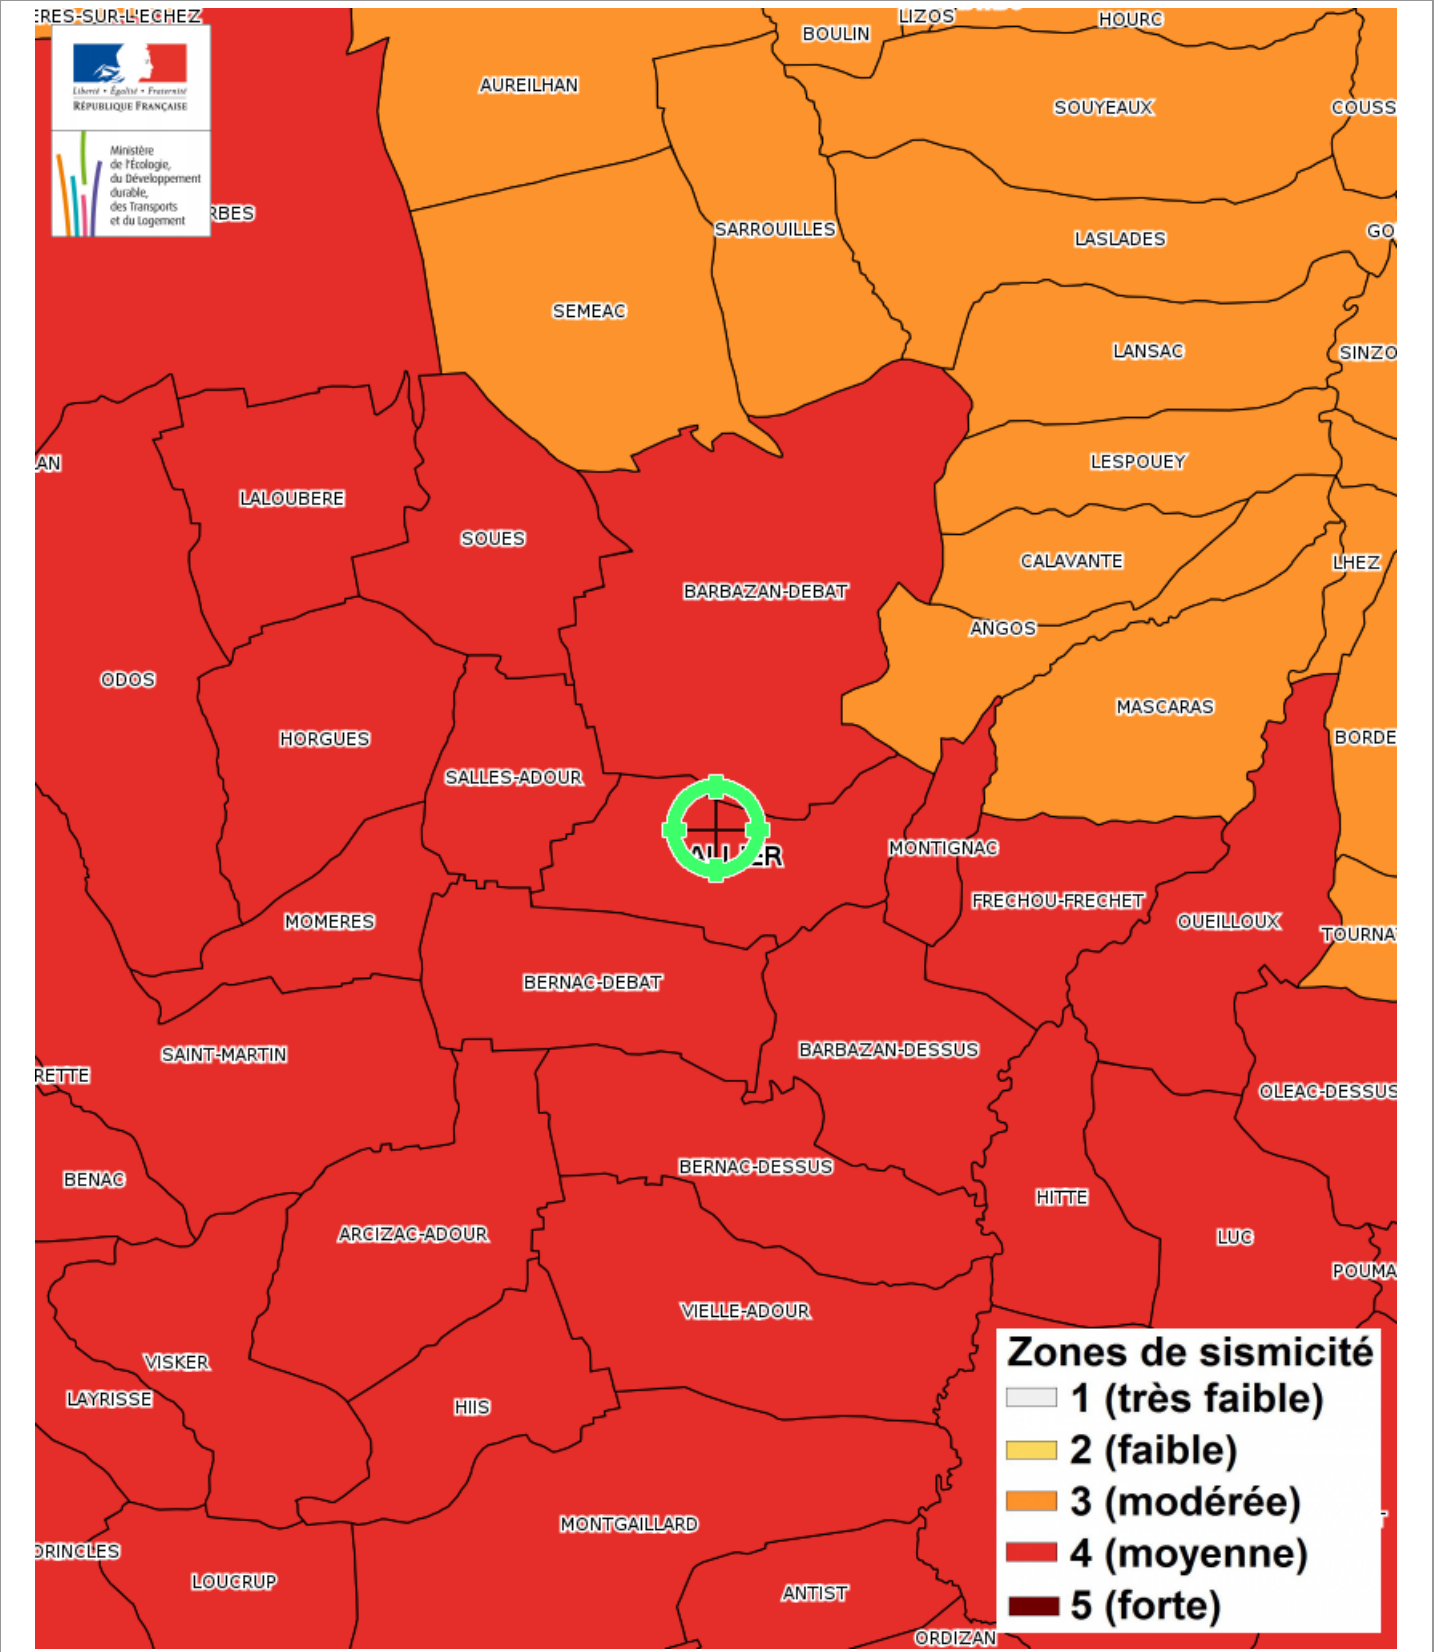 ERES-SUR-L'ECHEZ
LIZOS
HOURC
BOULIN
Liberté • Égalité • Fraternité
RÉPUBLIQUE FRANÇAISE
AUREILHAN
SOUYEAUX
COUSS
Ministère
de l'Écologie,
du Développement
durable,
des Transports
et du Logement
RBES
SARROUILLES
LASLADES
GO
SEMEAC
LANSAC
SINZO
LAN
LESPOUEY
LALOUBERE
SOUES
CALAVANTE
LHEZ
BARBAZAN-DEBAT
ANGOS
ODOS
MASCARAS
HORGUES
BORDE
SALLES-ADOUR
ALLIER
MONTIGNAC
FRECHOU-FRECHET
MOMERES
OUEILLOUX
TOURNA
BERNAC-DEBAT
SAINT-MARTIN
BARBAZAN-DESSUS
RETTE
OLEAC-DESSUS
BENAC
BERNAC-DESSUS
HITTE
ARCIZAC-ADOUR
LUC
POUMA
VIELLE-ADOUR
VISKER
LAYRISSE
HIIS
MONTGAILLARD
ORINCLES
LOUCRUP
ANTIST
ORDIZAN
Zones de sismicité
1 (très faible)
2 (faible)
3 (modérée)
4 (moyenne)
5 (forte)